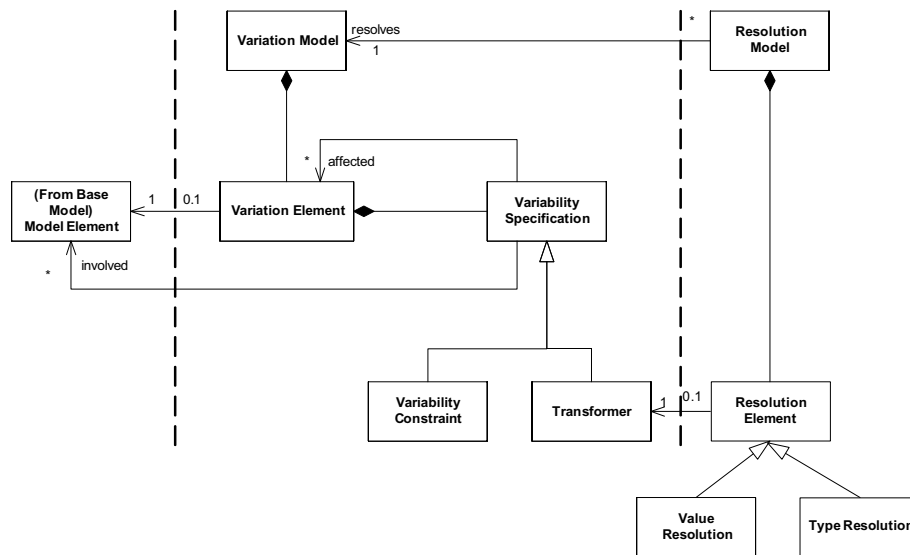 Variation Model
resolves
1
*
Resolution
Model
*
affected
(From Base
Model)
Model Element
1
0.1
Variation Element
Variability
Specification
*
involved
Variability
Constraint
Transformer
1
0.1
Resolution
Element
Value
Resolution
Type Resolution